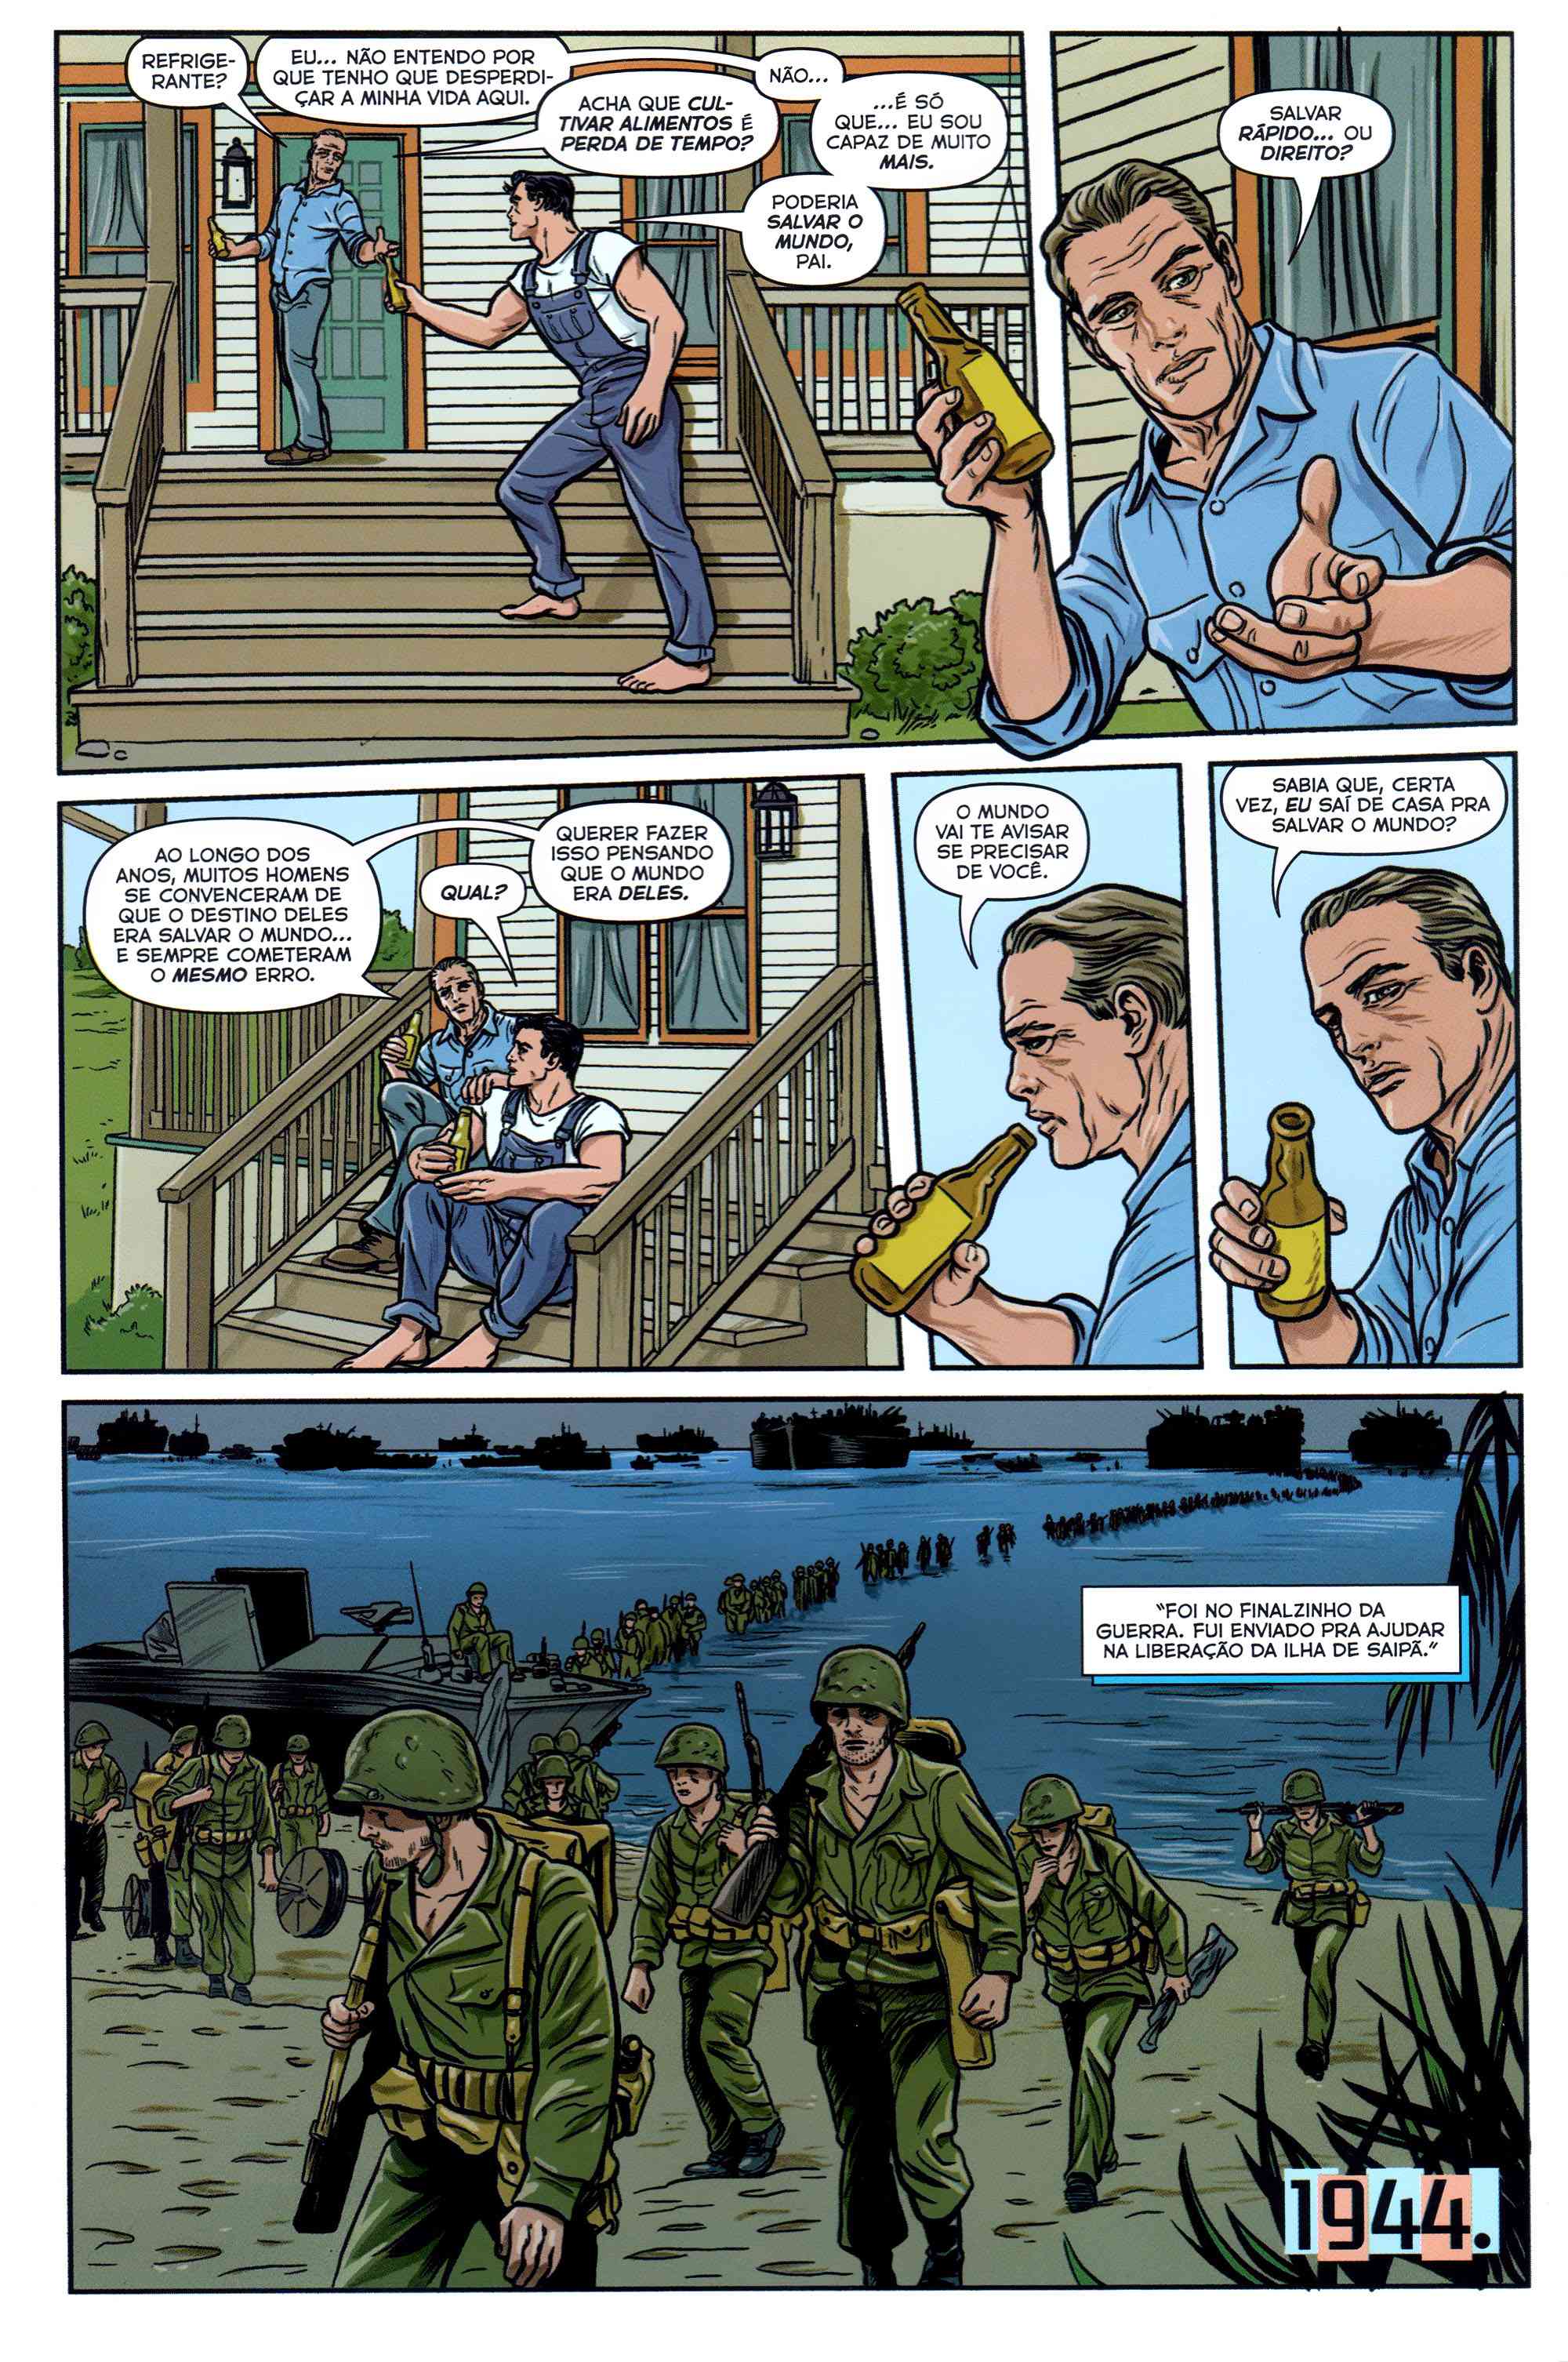 REFRIGE-
RANTE?
EU... NÃO ENTENDO POR
QUE TENHO QUE DESPERDI-
ÇAR A MINHA VIDA AQUI.
ACHA QUE CUL-
TIVAR ALIMENTOS É
PERDA DE TEMPO?
NÃO...
...É SÓ
QUE... EU SOU
CAPAZ DE MUITO
MAIS.
PODERIA
SALVAR O
MUNDO,
PAI.
SALVAR
RÁPIDO... OU
DIREITO?
AO LONGO DOS
ANOS, MUITOS HOMENS
SE CONVENCERAM DE
QUE O DESTINO DELES
ERA SALVAR O MUNDO...
E SEMPRE COMETERAM
O MESMO ERRO.
QUAL?
QUERER FAZER
ISSO PENSANDO
QUE O MUNDO
ERA DELES.
O MUNDO
VAI TE AVISAR
SE PRECISAR
DE VOCÊ.
SABIA QUE, CERTA
VEZ, EU SAÍ DE CASA PRA
SALVAR O MUNDO?
“FOI NO FINALZINHO DA
GUERRA. FUI ENVIADO PRA AJUDAR
NA LIBERAÇÃO DA ILHA DE SAIPÃ.”
1944.